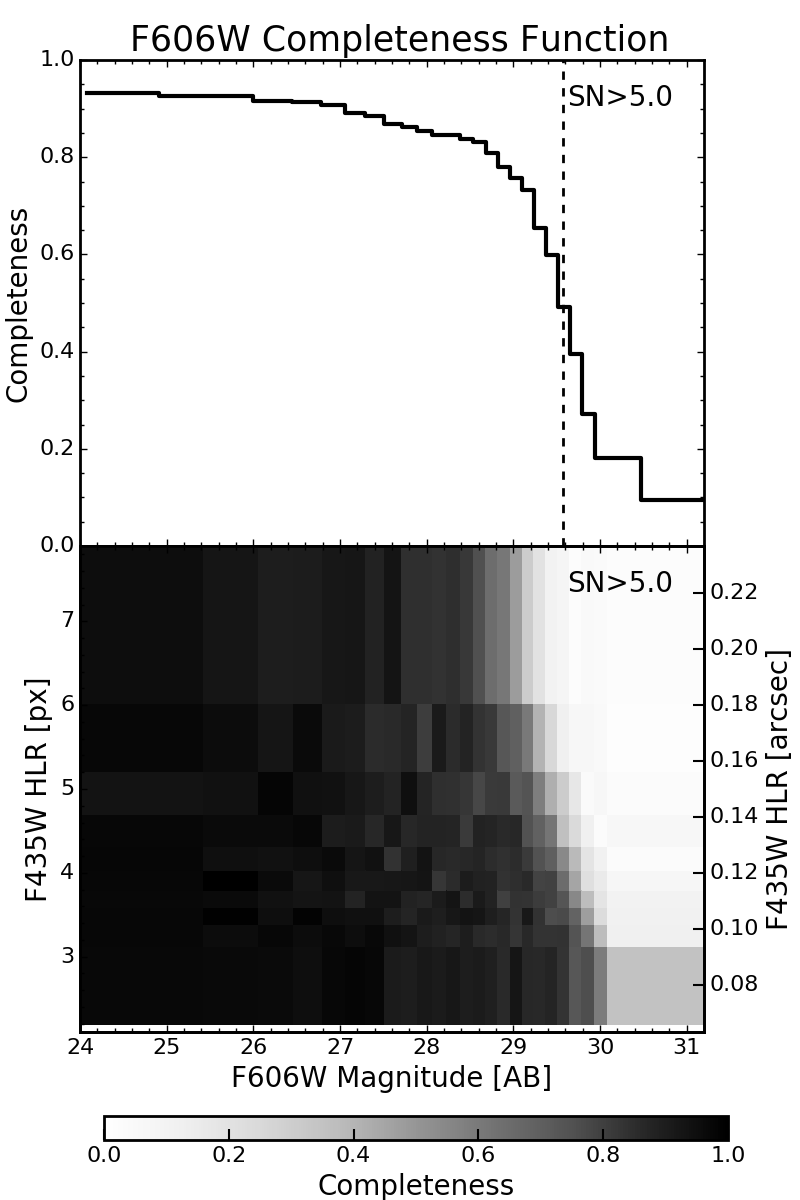 F606W Completeness Function
1.0
0.8
0.6
0.4
0.2
0.0
Completeness
SN>5.0
SN>5.0
7
6
5
4
3
F435W HLR [px]
0.22
0.20
0.18
0.16
0.14
0.12
0.10
0.08
F435W HLR [arcsec]
24 25 26 27 28 29 30 31
F606W Magnitude [AB]
0.0 0.2 0.4 0.6 0.8 1.0
Completeness